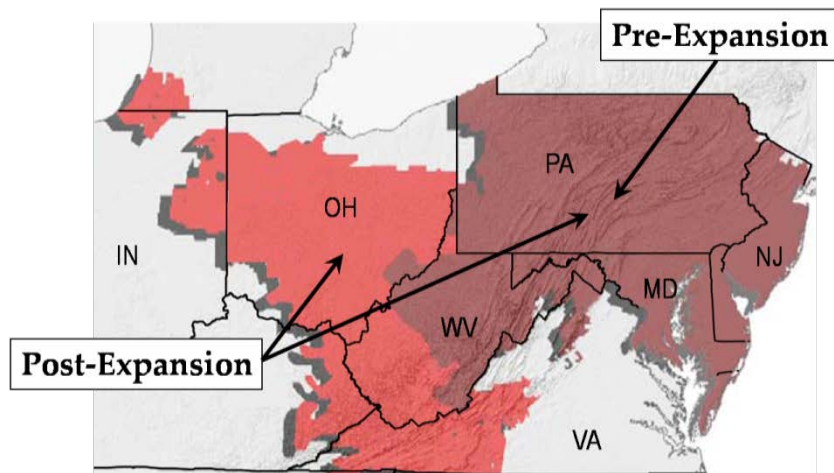 Pre-Expansion
PA
OH
IN
NJ
MD
WV
Post-Expansion
VA